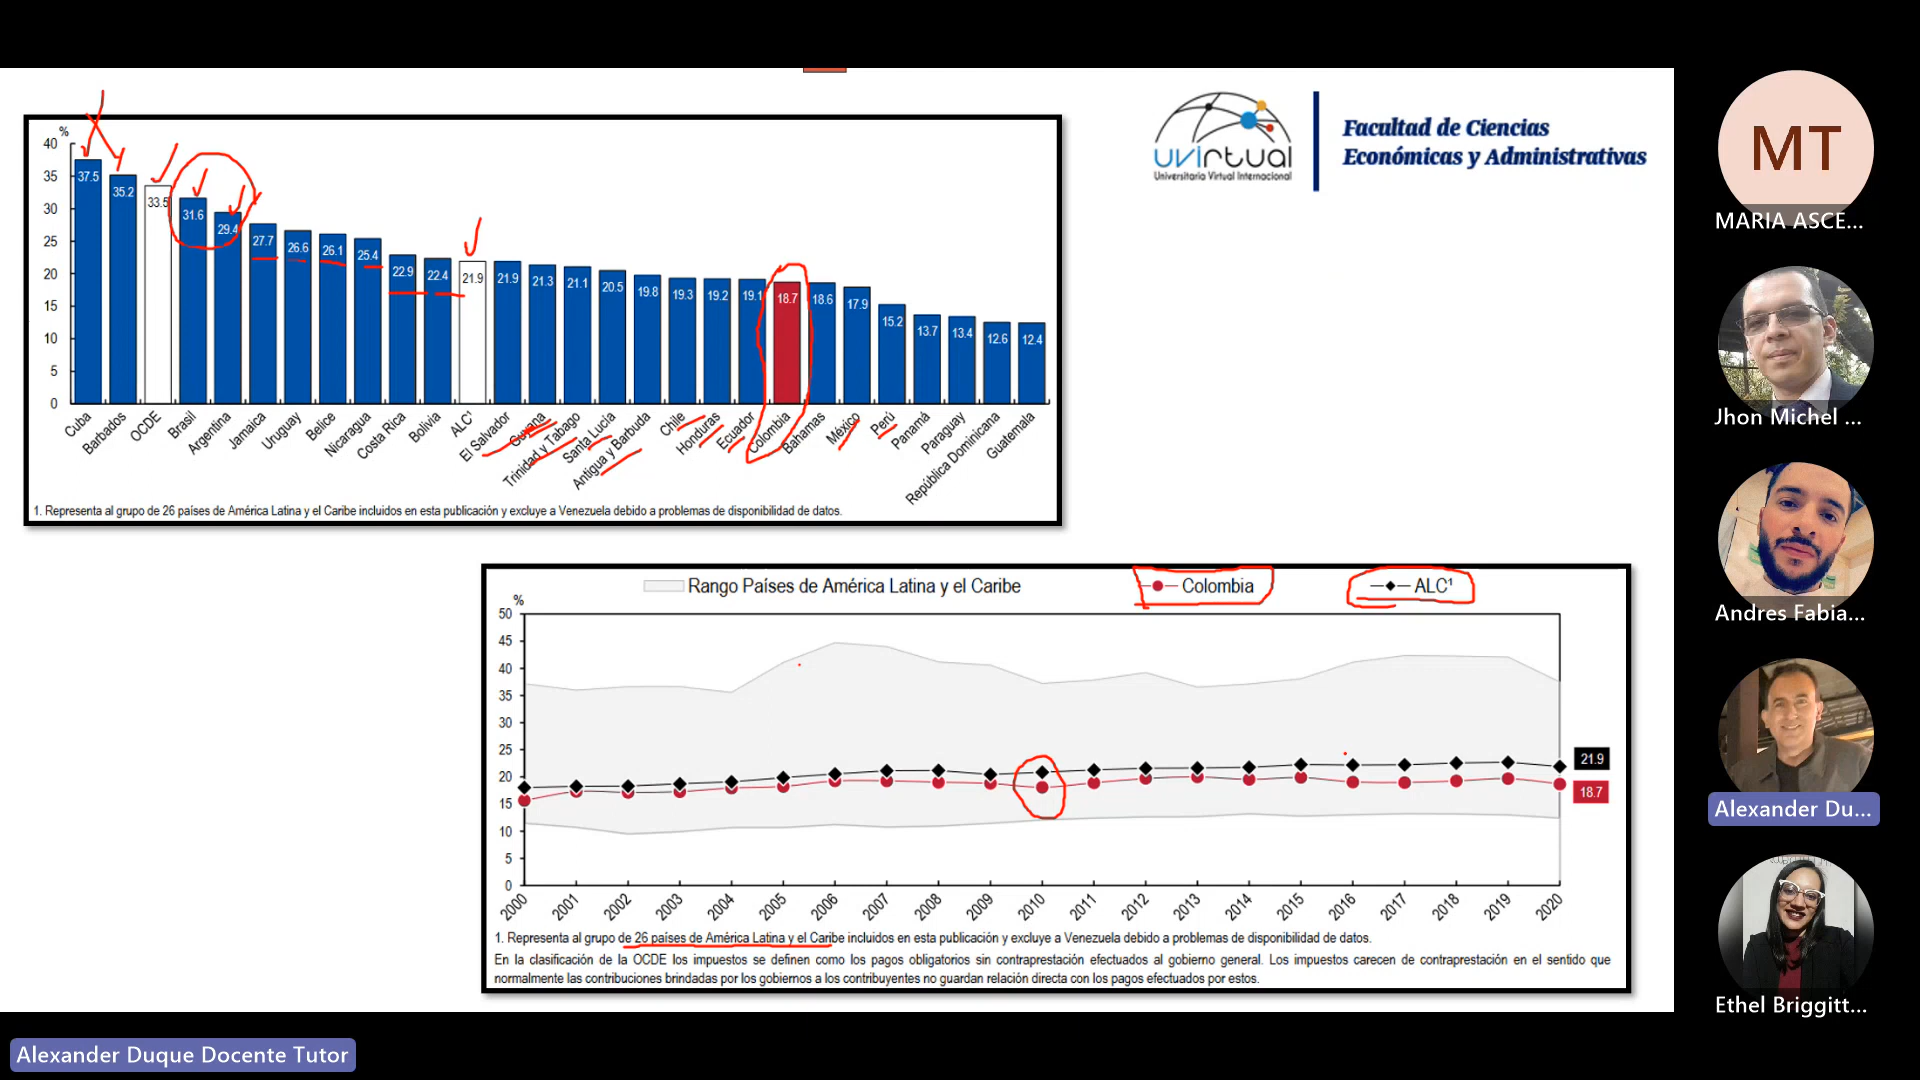 %
40
35
30
25
20
15
10
5
0
37.5 35.2 33.5 31.6 29.4 27.7 26.6 26.1 25.4 22.9 22.4 21.9 21.9 21.3 21.1 20.5 19.8 19.3 19.2 19.1 18.7 18.6 17.9 15.2 13.7 13.4 12.6 12.4
Cuba
Barbados
OCDE
Brasil
Argentina
Jamaica
Uruguay
Belice
Nicaragua
Costa Rica
Bolivia
ALC¹
El Salvador
Guyana
Trinidad y Tabago
Santa Lucía
Antigua y Barbuda
Chile
Honduras
Ecuador
Colombia
Bahamas
México
Perú
Panamá
Paraguay
República Dominicana
Guatemala
1. Representa al grupo de 26 países de América Latina y el Caribe incluidos en esta publicación y excluye a Venezuela debido a problemas de disponibilidad de datos.
uvirtual
Universitaria Virtual Internacional
Facultad de Ciencias
Económicas y Administrativas
Rango Países de América Latina y el Caribe Colombia ALC¹
%
50
45
40
35
30
25
20
15
10
5
0
21.9
18.7
2000 2001 2002 2003 2004 2005 2006 2007 2008 2009 2010 2011 2012 2013 2014 2015 2016 2017 2018 2019 2020
1. Representa al grupo de 26 países de América Latina y el Caribe incluidos en esta publicación y excluye a Venezuela debido a problemas de disponibilidad de datos.
En la clasificación de la OCDE los impuestos se definen como los pagos obligatorios sin contraprestación efectuados al gobierno general. Los impuestos carecen de contraprestación en el sentido que
normalmente las contribuciones brindadas por los gobiernos a los contribuyentes no guardan relación directa con los pagos efectuados por estos.
MT
MARIA ASCE...
Jhon Michel ...
Andres Fabia...
Alexander Du...
Ethel Briggitt...
Alexander Duque Docente Tutor